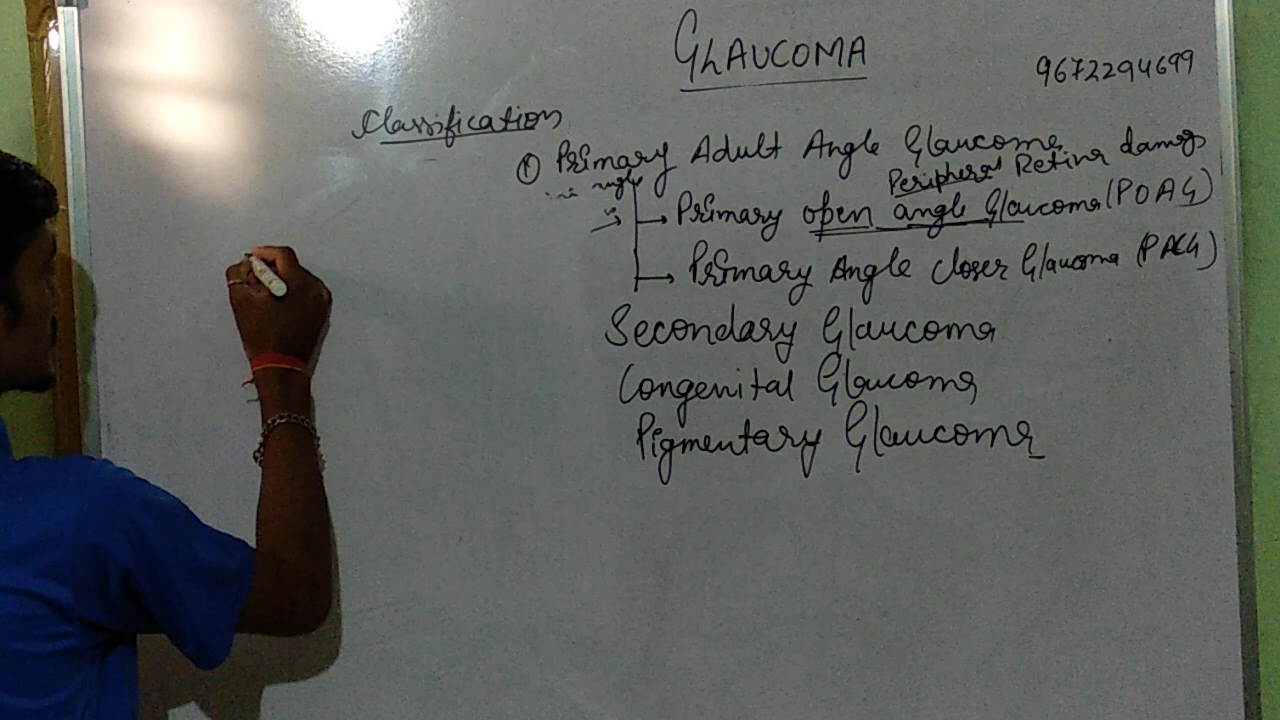 GLAUCOMA
9672294699
Classification
① Primary Adult Angle Glaucoma
Peripheral Retina damag
Primary open angle Glaucoma (POAG)
Primary Angle closer Glaucoma (PACG)
Secondary Glaucoma
Congenital Glaucoma
Pigmentary Glaucoma